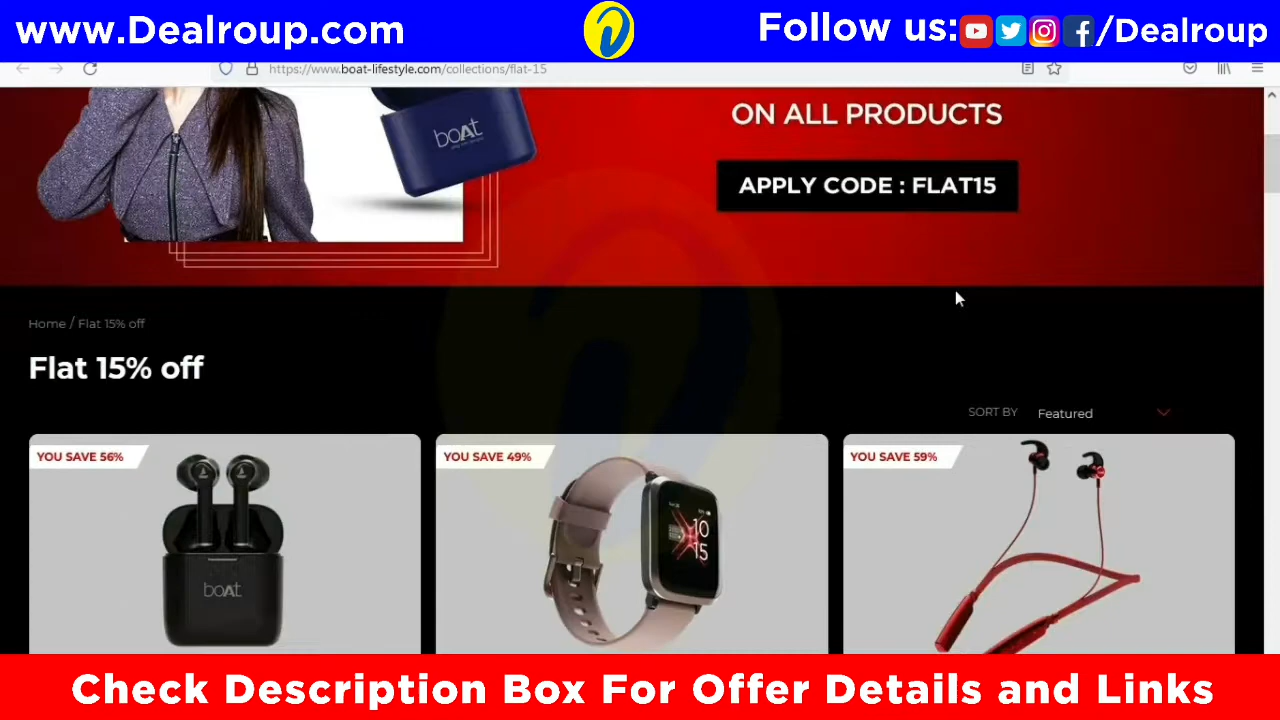 www.Dealroup.com
Follow us: /Dealroup
https://www.boat-lifestyle.com/collections/flat-15
boAt
ON ALL PRODUCTS
APPLY CODE : FLAT15
Home / Flat 15% off
Flat 15% off
SORT BY Featured
YOU SAVE 56%
YOU SAVE 49%
YOU SAVE 59%
boAt
10
15
Check Description Box For Offer Details and Links